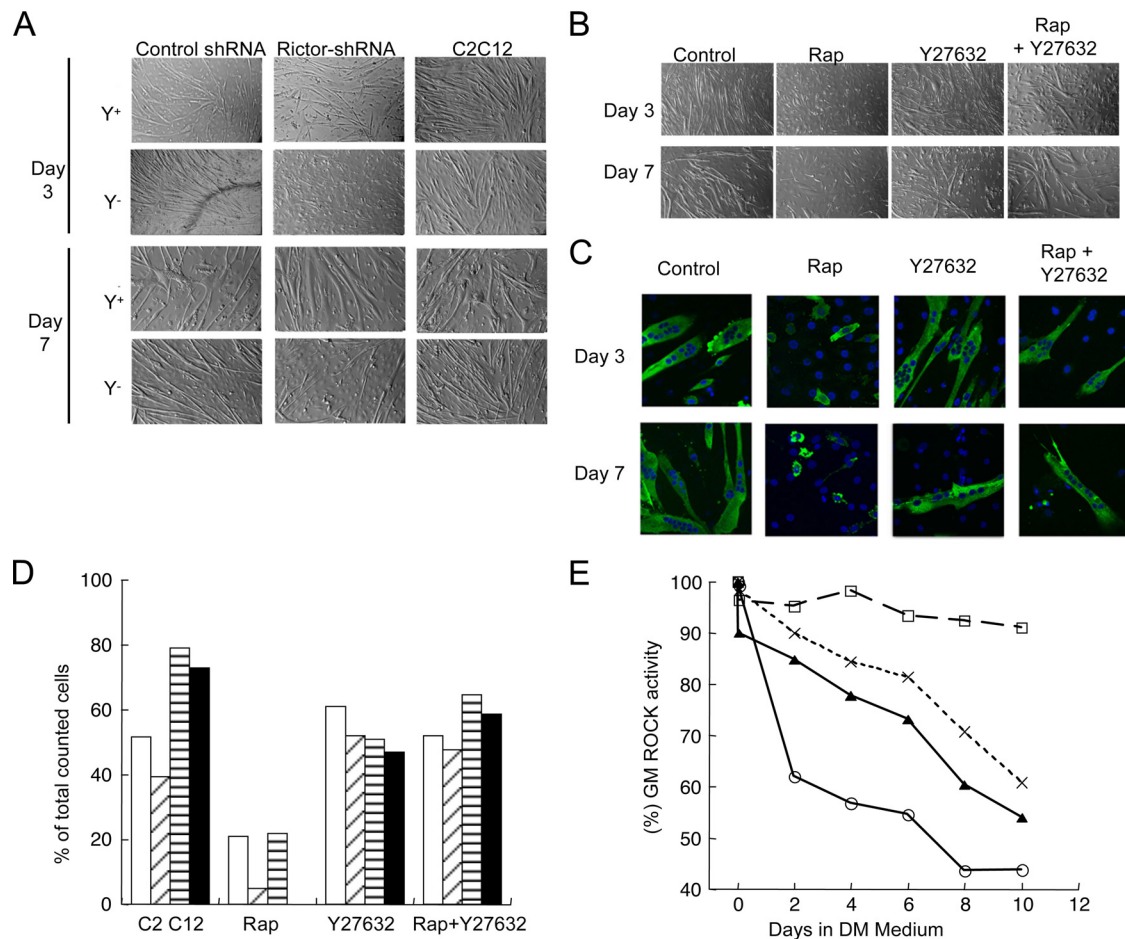 A
Control shRNA Rictor-shRNA C2C12
Day 3
Y+
Y-
Day 7
Y+
Y-
B
Control Rap Y27632 Rap + Y27632
Day 3
Day 7
C
Control Rap Y27632 Rap + Y27632
Day 3
Day 7
D
% of total counted cells
100
80
60
40
20
0
C2 C12 Rap Y27632 Rap+Y27632
E
(%) GM ROCK activity
100
90
80
70
60
50
40
0 2 4 6 8 10 12
Days in DM Medium